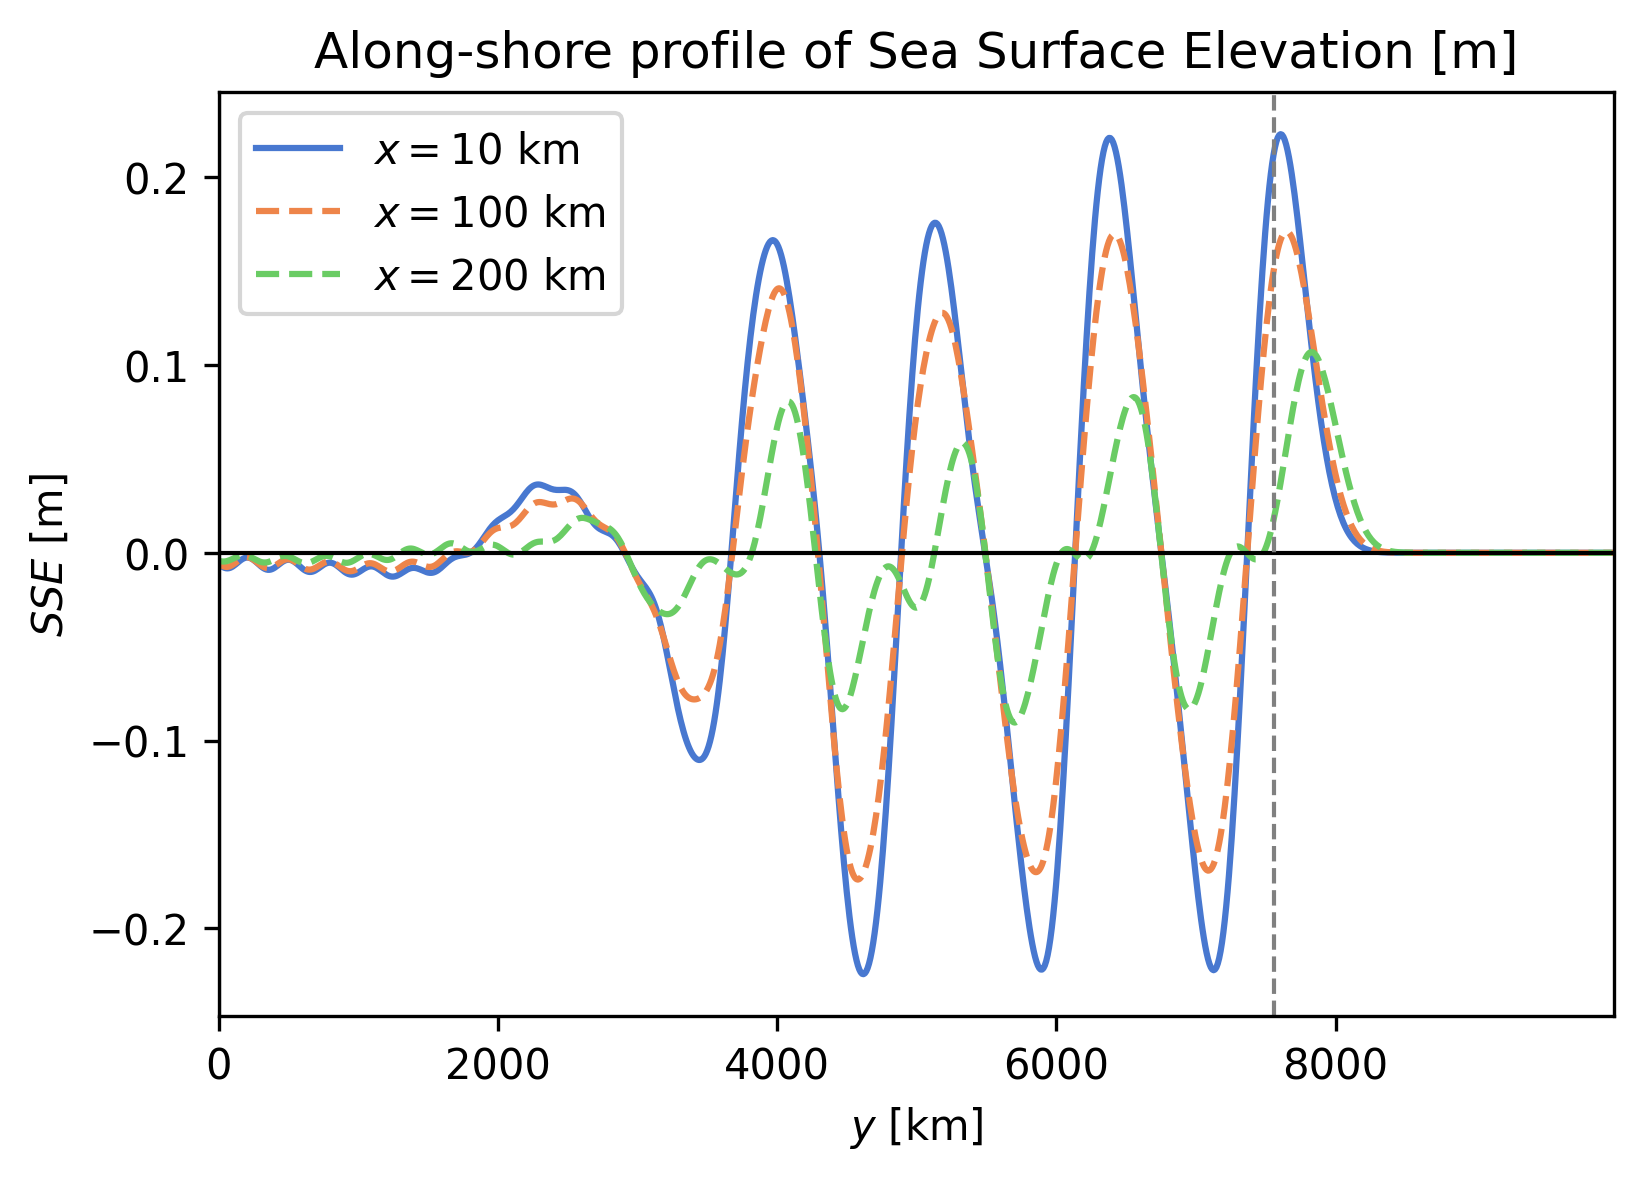 Along-shore profile of Sea Surface Elevation [m]
x = 10 km
x = 100 km
x = 200 km
0.2
0.1
0.0
−0.1
−0.2
SSE [m]
0 2000 4000 6000 8000
y [km]